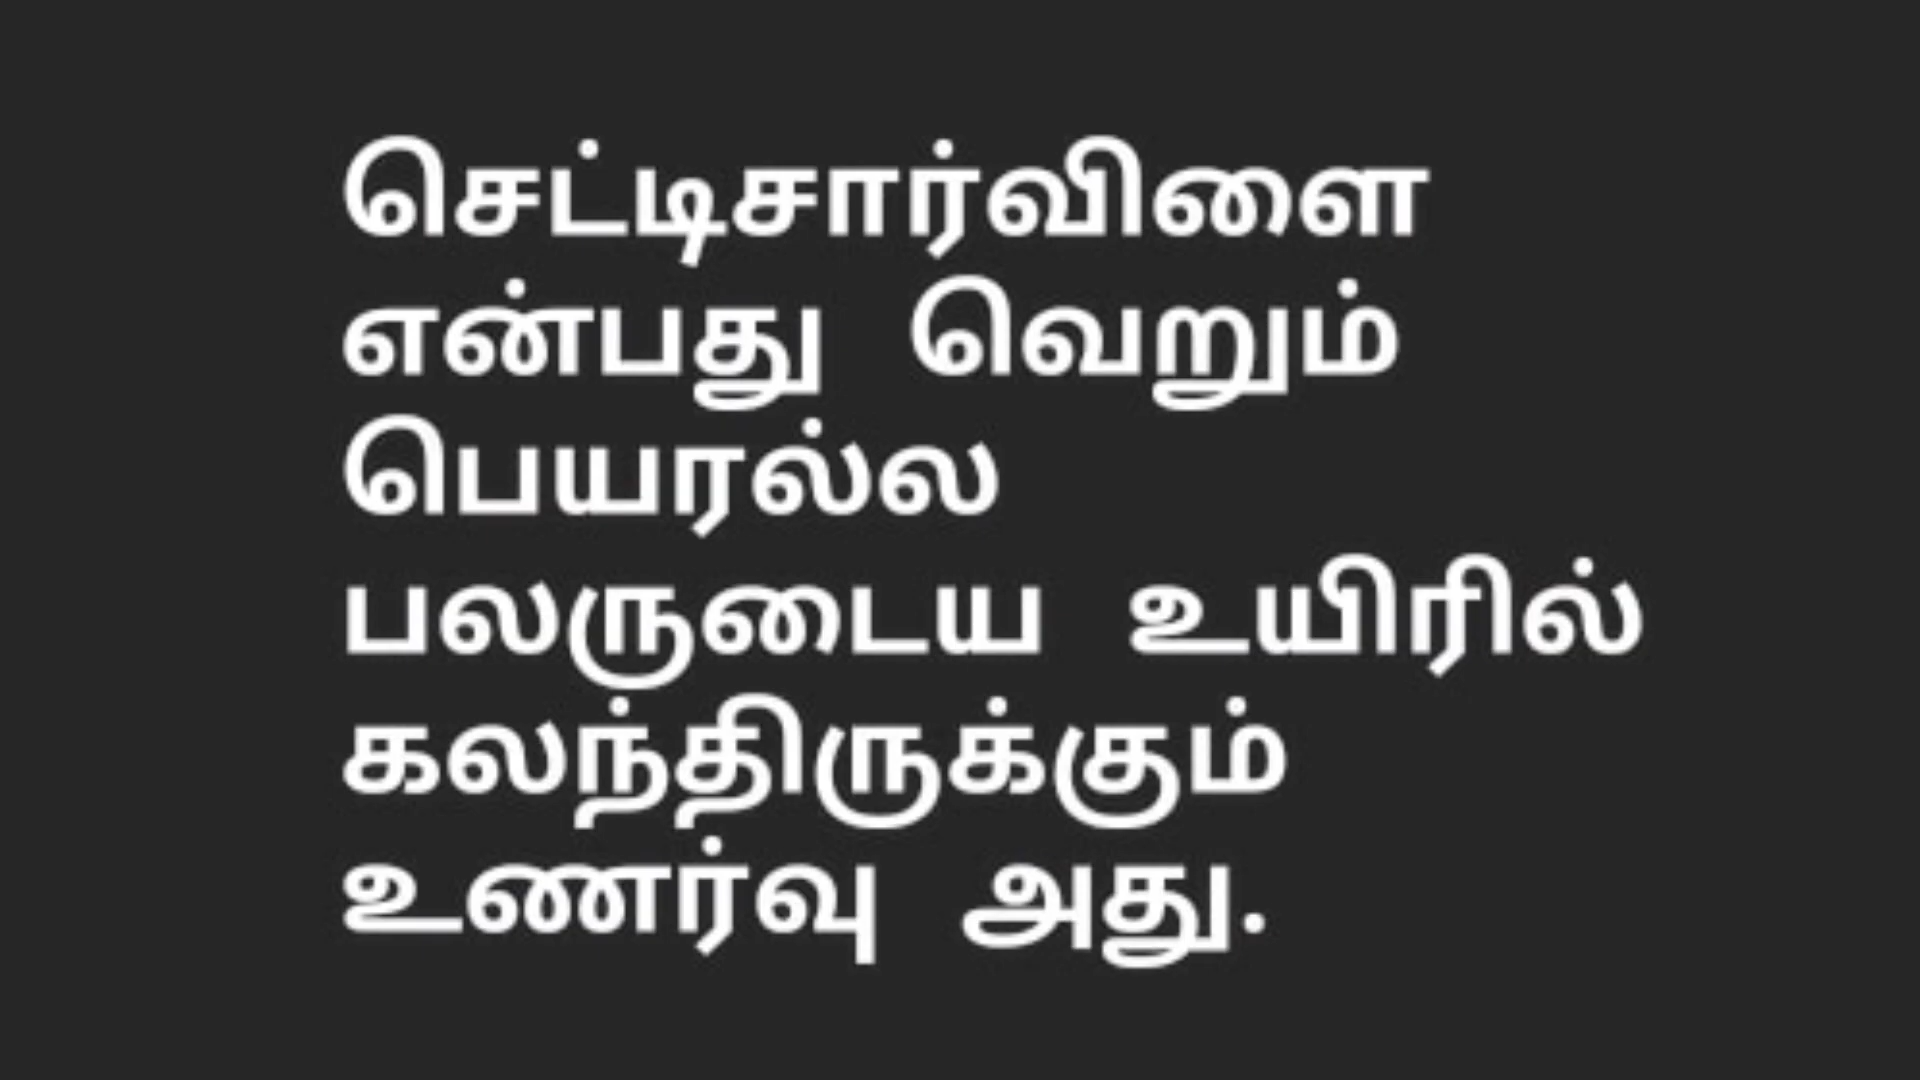 செட்டிசார்விளை
என்பது வெறும்
பெயரல்ல
பலருடைய உயிரில்
கலந்திருக்கும்
உணர்வு அது.